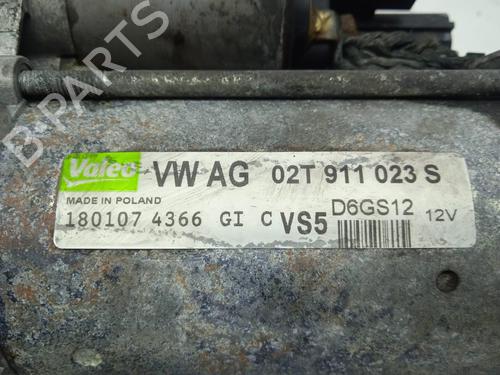 Valeo VW AG 02T 911 023 S
MADE IN POLAND
180107 4366 GI C VS5 D6GS12 12V
B-PARTS